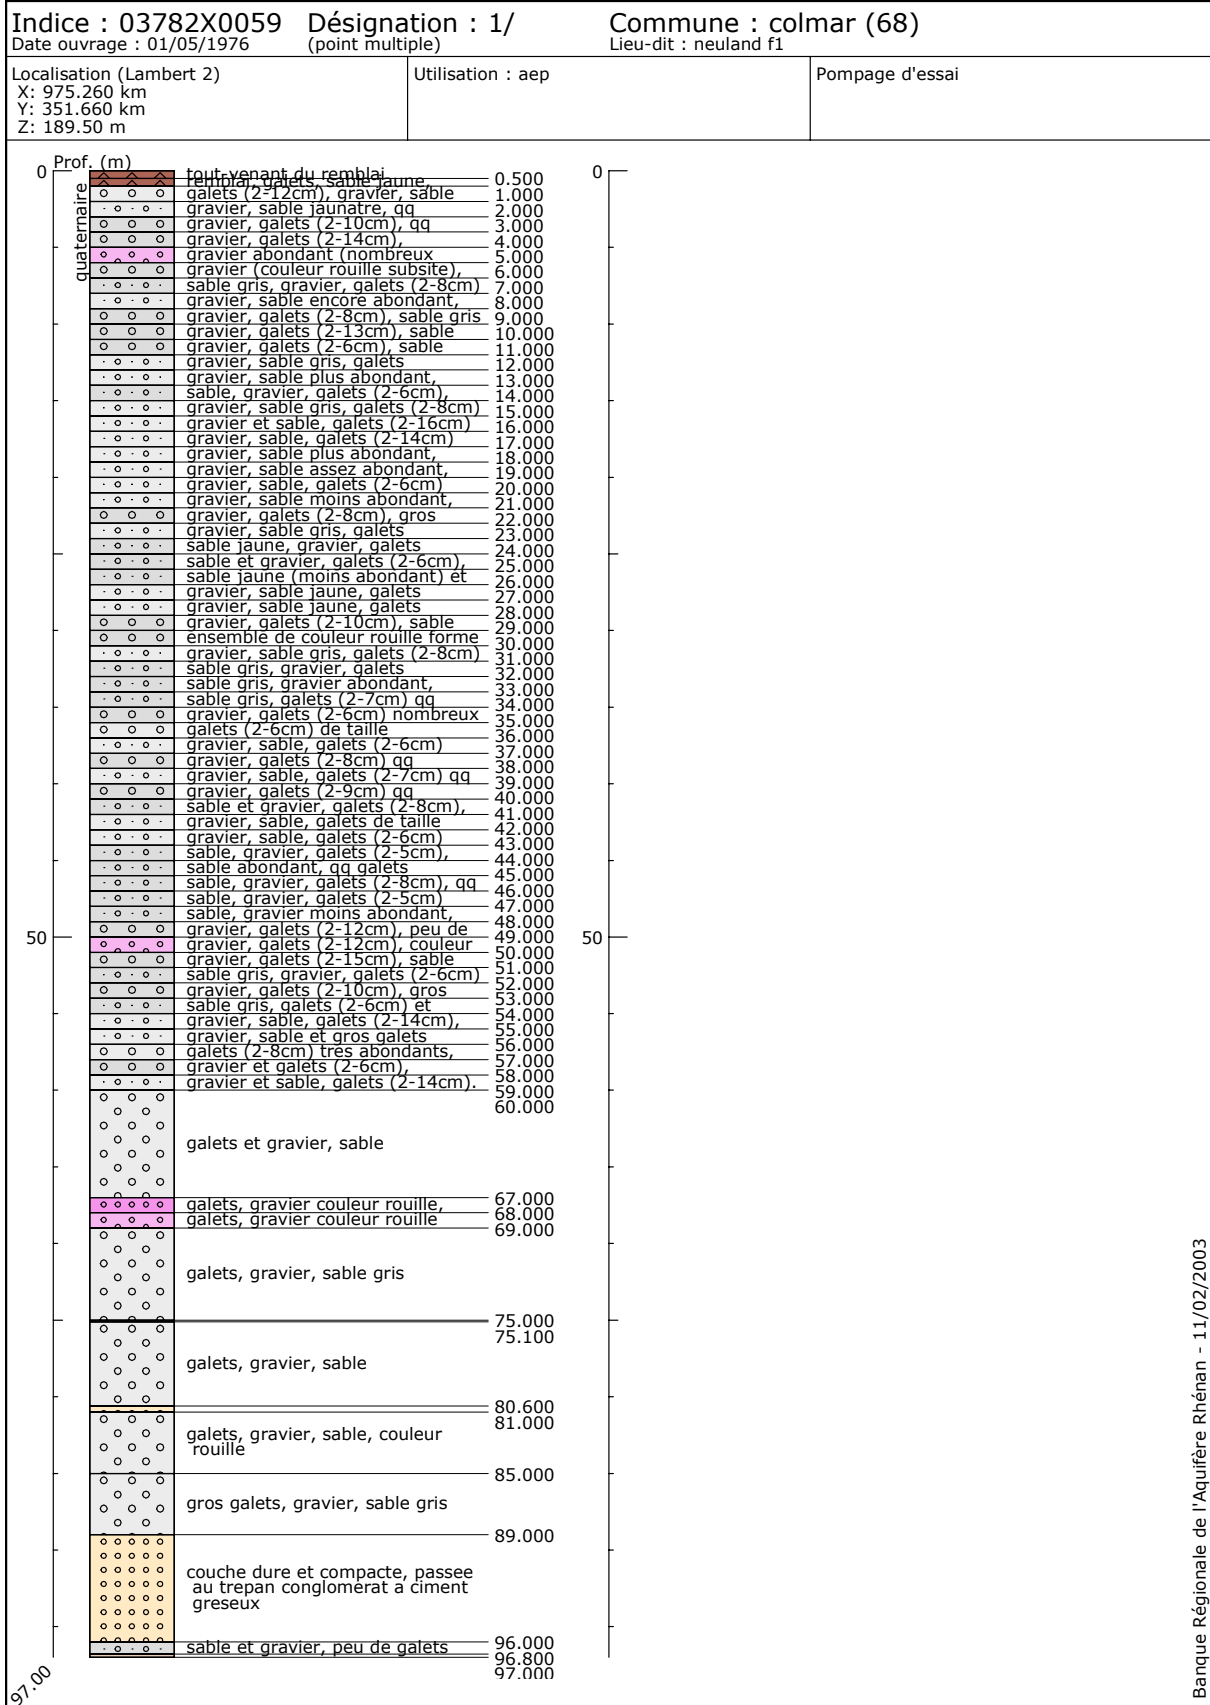 Indice : 03782X0059 Désignation : 1/ Commune : colmar (68)
Date ouvrage : 01/05/1976 (point multiple) Lieu-dit : neuland f1
Localisation (Lambert 2) Utilisation : aep Pompage d'essai
X: 975.260 km
Y: 351.660 km
Z: 189.50 m
Prof. (m)
0 0
quaternaire
tout-venant du remblai 0.500
remblai, galets, sable jaune, 1.000
galets (2-12cm), gravier, sable 2.000
gravier, sable jaunatre, qq 3.000
gravier, galets (2-10cm), qq 4.000
gravier, galets (2-14cm), 5.000
gravier abondant (nombreux 6.000
gravier (couleur rouille subsite), 7.000
sable gris, gravier, galets (2-8cm) 8.000
gravier, sable encore abondant, 9.000
gravier, galets (2-8cm), sable gris 10.000
gravier, galets (2-13cm), sable 11.000
gravier, galets (2-6cm), sable 12.000
gravier, sable gris, galets 13.000
gravier, sable plus abondant, 14.000
sable, gravier, galets (2-6cm), 15.000
gravier, sable gris, galets (2-8cm) 16.000
gravier et sable, galets (2-16cm) 17.000
gravier, sable, galets (2-14cm) 18.000
gravier, sable plus abondant, 19.000
gravier, sable assez abondant, 20.000
gravier, sable, galets (2-6cm) 21.000
gravier, sable moins abondant, 22.000
gravier, galets (2-8cm), gros 23.000
gravier, sable gris, galets 24.000
sable jaune, gravier, galets 25.000
sable et gravier, galets (2-6cm), 26.000
sable jaune (moins abondant) et 27.000
gravier, sable jaune, galets 28.000
gravier, sable jaune, galets 29.000
gravier, galets (2-10cm), sable 30.000
ensemble de couleur rouille forme 31.000
gravier, sable gris, galets (2-8cm) 32.000
sable gris, gravier, galets 33.000
sable gris, gravier abondant, 34.000
sable gris, galets (2-7cm) qq 35.000
gravier, galets (2-6cm) nombreux 36.000
galets (2-6cm) de taille 37.000
gravier, sable, galets (2-6cm) 38.000
gravier, galets (2-8cm) qq 39.000
gravier, sable, galets (2-7cm) qq 40.000
gravier, galets (2-9cm) qq 41.000
sable et gravier, galets (2-8cm), 42.000
gravier, sable, galets de taille 43.000
gravier, sable, galets (2-6cm) 44.000
sable, gravier, galets (2-5cm), 45.000
sable abondant, qq galets 46.000
sable, gravier, galets (2-8cm), qq 47.000
sable, gravier, galets (2-5cm) 48.000
sable, gravier moins abondant, 49.000
gravier, galets (2-12cm), peu de 50.000
50 50
gravier, galets (2-12cm), couleur 51.000
gravier, galets (2-15cm), sable 52.000
sable gris, gravier, galets (2-6cm) 53.000
gravier, galets (2-10cm), gros 54.000
sable gris, galets (2-6cm) et 55.000
gravier, sable, galets (2-14cm), 56.000
gravier, sable et gros galets 57.000
galets (2-8cm) tres abondants, 58.000
gravier et galets (2-6cm), 59.000
gravier et sable, galets (2-14cm). 60.000
galets et gravier, sable
67.000
galets, gravier couleur rouille, 68.000
galets, gravier couleur rouille 69.000
galets, gravier, sable gris
75.000
75.100
galets, gravier, sable
80.600
81.000
galets, gravier, sable, couleur
rouille
85.000
gros galets, gravier, sable gris
89.000
couche dure et compacte, passee
au trepan conglomerat a ciment
greseux
96.000
sable et gravier, peu de galets 96.800
97.000
97.00
Banque Régionale de l'Aquifère Rhénan - 11/02/2003